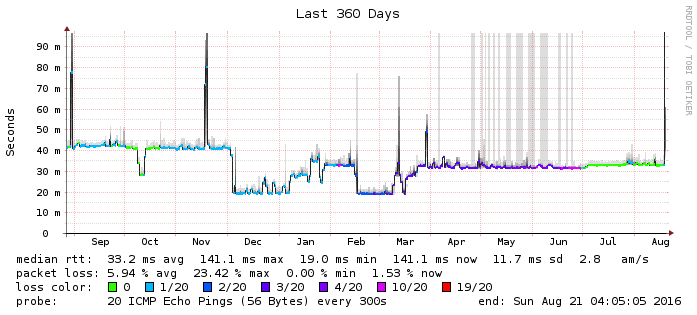 Last 360 Days
RRDTOOL / TOBI OETIKER
Seconds
90 m
80 m
70 m
60 m
50 m
40 m
30 m
20 m
10 m
0
Sep Oct Nov Dec Jan Feb Mar Apr May Jun Jul Aug
median rtt: 33.2 ms avg 141.1 ms max 19.0 ms min 141.1 ms now 11.7 ms sd 2.8 am/s
packet loss: 5.94 % avg 23.42 % max 0.00 % min 1.53 % now
loss color: 0 1/20 2/20 3/20 4/20 10/20 19/20
probe: 20 ICMP Echo Pings (56 Bytes) every 300s end: Sun Aug 21 04:05:05 2016